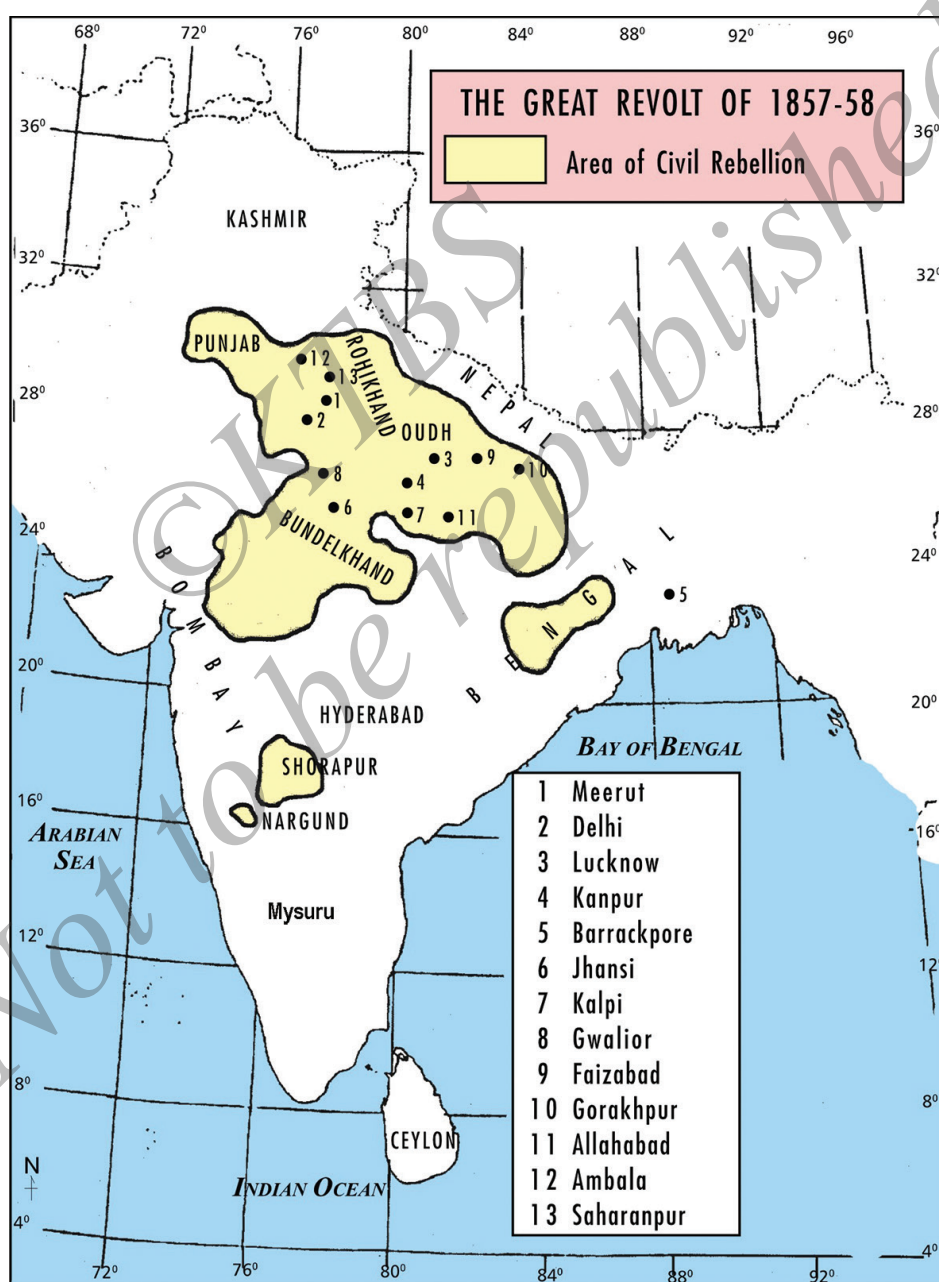 68⁰ 72⁰ 76⁰ 80⁰ 84⁰ 88⁰ 92⁰ 96⁰
THE GREAT REVOLT OF 1857-58
Area of Civil Rebellion
36⁰ 36⁰
KASHMIR
32⁰ 32⁰
PUNJAB
ROHIKHAND
12
13
1
2
NEPAL
28⁰ 28⁰
OUDH
3
9
10
8
4
6
7
11
BUNDELKHAND
24⁰ 24⁰
BOMBAY
BENGAL
5
20⁰ 20⁰
HYDERABAD
BAY OF BENGAL
SHORAPUR
NARGUND
16⁰ 16⁰
ARABIAN
SEA
Mysuru
12⁰ 12⁰
8⁰ 8⁰
CEYLON
N
INDIAN OCEAN
4⁰ 4⁰
1 Meerut
2 Delhi
3 Lucknow
4 Kanpur
5 Barrackpore
6 Jhansi
7 Kalpi
8 Gwalior
9 Faizabad
10 Gorakhpur
11 Allahabad
12 Ambala
13 Saharanpur
72⁰ 76⁰ 80⁰ 84⁰ 88⁰ 92⁰
©KTBS
Not to be republished